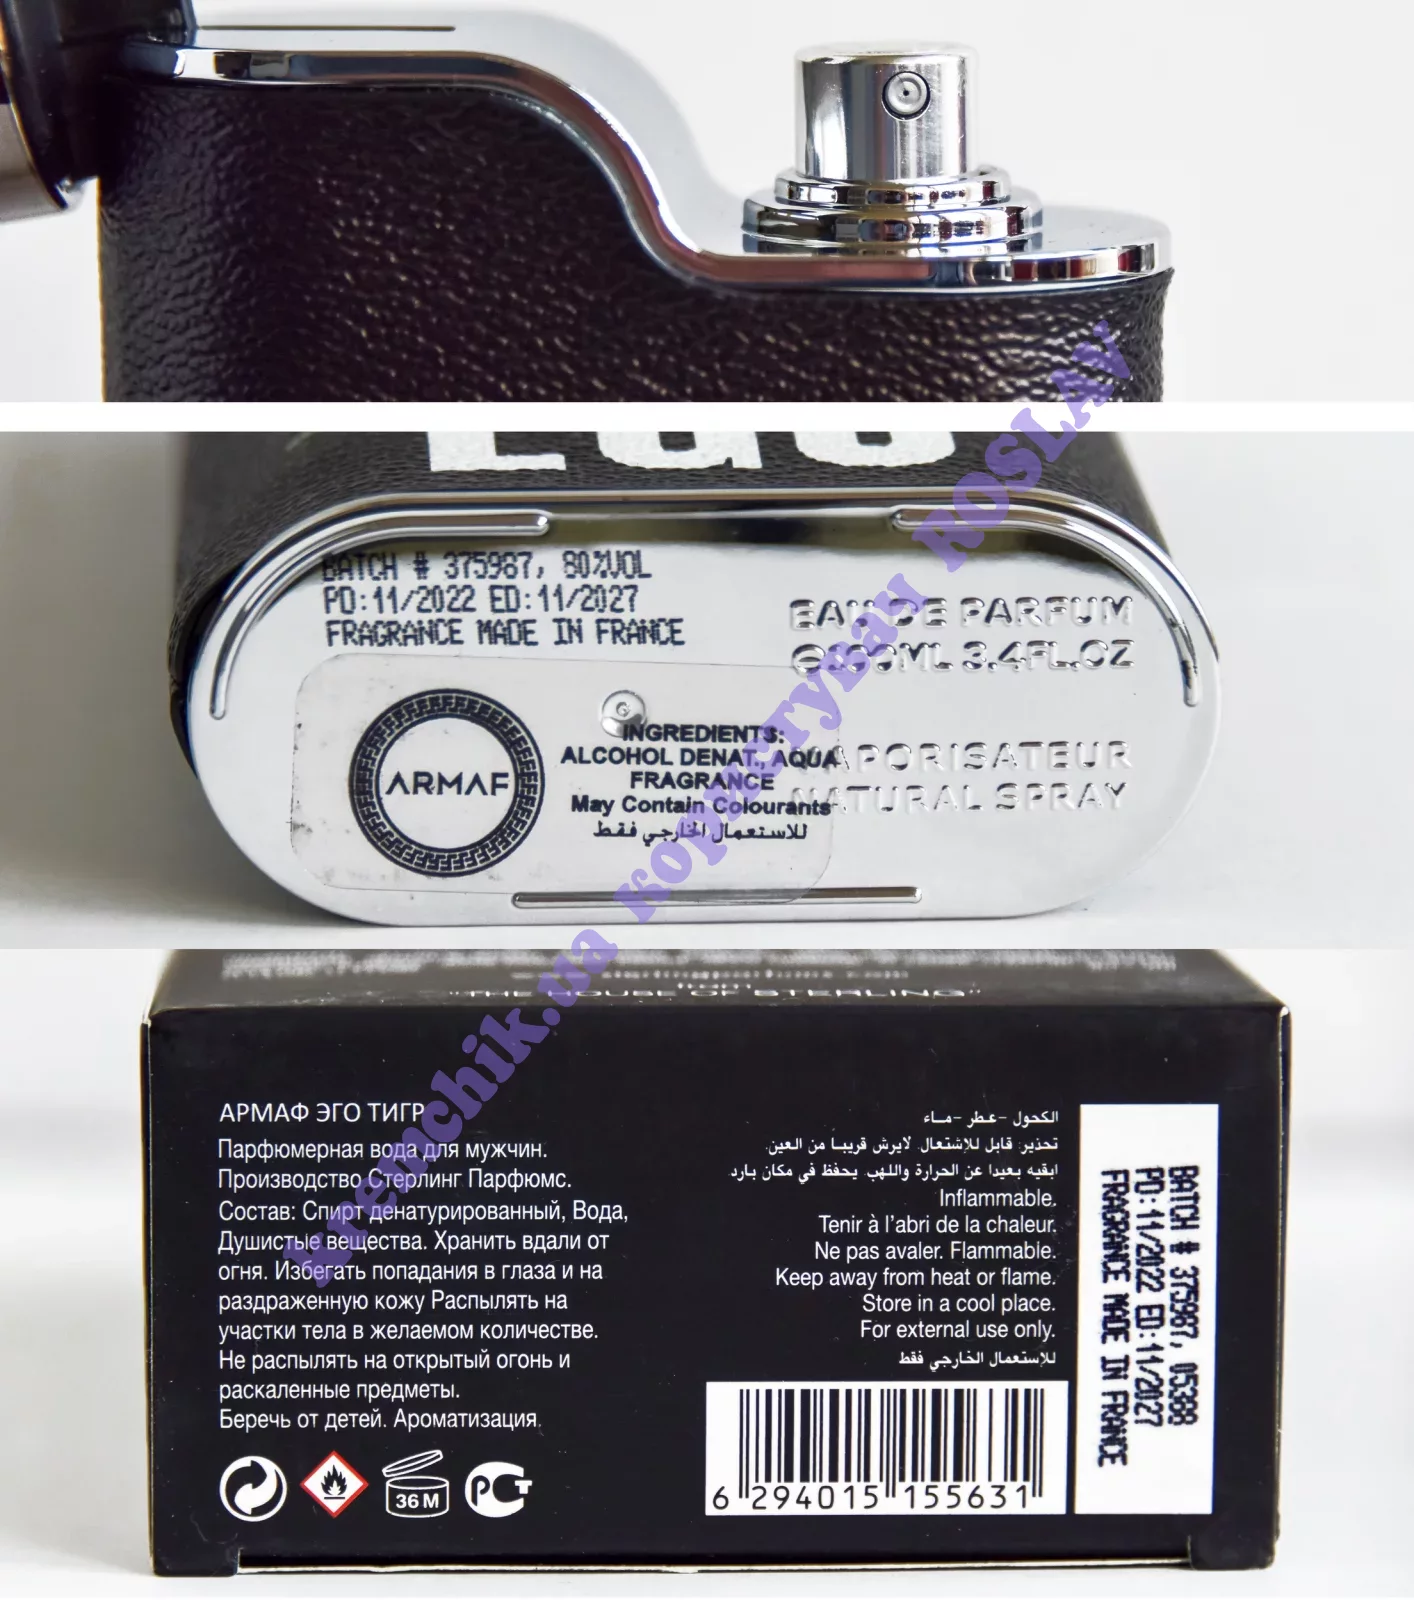 EGO
BATCH # 375987, 80%VOL
PD:11/2022 ED:11/2027
FRAGRANCE MADE IN FRANCE
EAU DE PARFUM
100ML 3.4FL.OZ
VAPORISATEUR
NATURAL SPRAY
ARMAF
G
INGREDIENTS:
ALCOHOL DENAT., AQUA
FRAGRANCE
May Contain Colourants
للاستعمال الخارجي فقط
"THE HOUSE OF STERLING"
АРМАФ ЭГО ТИГР
Парфюмерная вода для мужчин.
Производство Стерлинг Парфюмс.
Состав: Спирт денатурированный, Вода,
Душистые вещества. Хранить вдали от
огня. Избегать попадания в глаза и на
раздраженную кожу Распылять на
участки тела в желаемом количестве.
Не распылять на открытый огонь и
раскаленные предметы.
Беречь от детей. Ароматизация.
36 M
РСТ
الكحول -عطر -ماء
تحذير: قابل للإشتعال. لايرش قريبا من العين.
ابقيه بعيدا عن الحرارة واللهب. يحفظ في مكان بارد
Inflammable.
Tenir à l'abri de la chaleur.
Ne pas avaler. Flammable.
Keep away from heat or flame.
Store in a cool place.
For external use only.
للإستعمال الخارجي فقط
6 294015 155631
BATCH # 375987, 05388
PD:11/2022 ED:11/2027
FRAGRANCE MADE IN FRANCE
kremchik.ua користувач ROSLAV